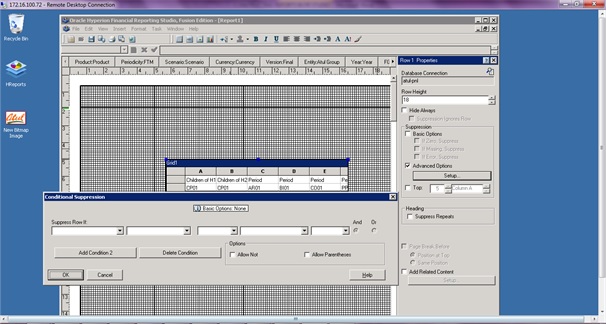 172.16.100.72 - Remote Desktop Connection
Oracle Hyperion Financial Reporting Studio, Fusion Edition - [Report1]
File Edit View Insert Format Task Window Help
Recycle Bin
HReports
New Bitmap Image
Product:Product Periodicity:FTM Scenario:Scenario Currency:Currency Version:Final Entity:Atul Group Year:Year
Grid1
A B C D E
Children of H1 Children of H2 Period Period Period
CP01 CP01 AR01 BI01 CO01
Row 1: Properties
Database Connection
Row Height
18
Hide Always
Suppression Ignores Row
Suppression
Basic Options
If Zero, Suppress
If Missing, Suppress
If Error, Suppress
Advanced Options
Setup...
Top: 5 Column 6
Heading
Suppress Repeats
Page Break Before
Position at Top
Same Position
Add Related Content
Setup...
Conditional Suppression
Basic Options: None
Suppress Row If:
And Or
Add Condition 2 Delete Condition
Options
Allow Not Allow Parentheses
OK Cancel Help